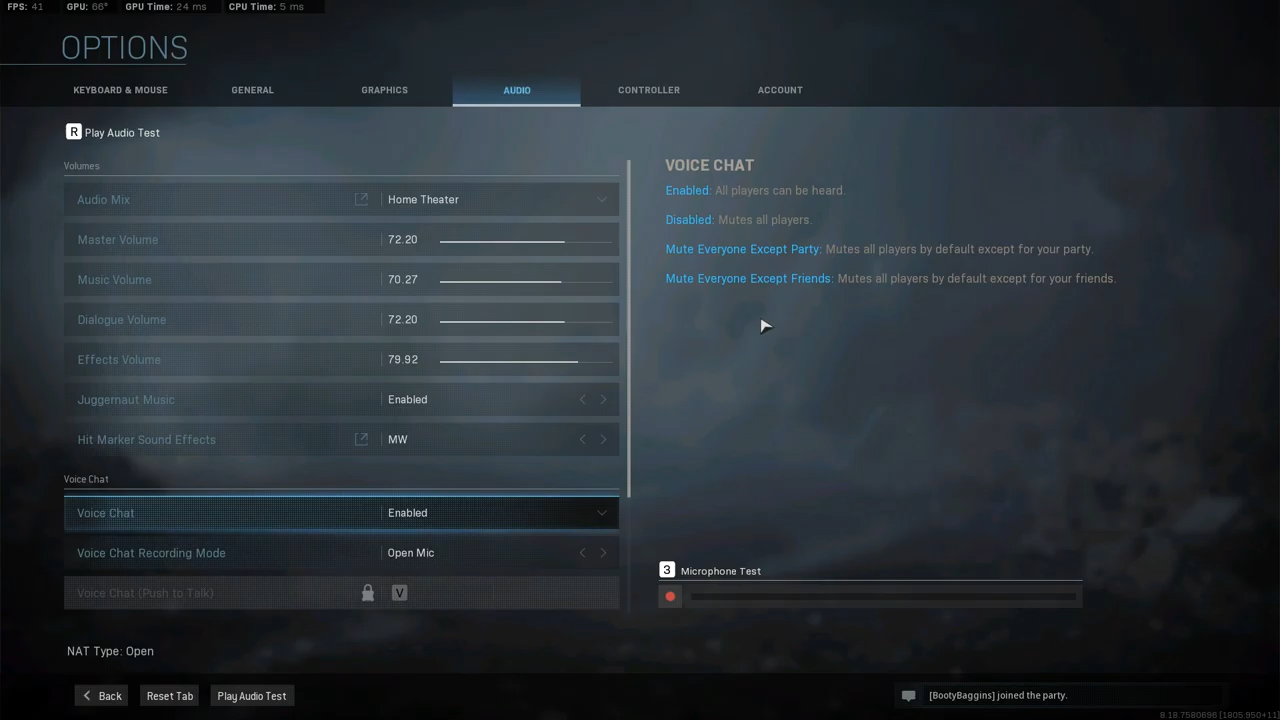 FPS: 41 GPU: 66° GPU Time: 24 ms CPU Time: 5 ms
OPTIONS
KEYBOARD & MOUSE GENERAL GRAPHICS AUDIO CONTROLLER ACCOUNT
R Play Audio Test
Volumes
Audio Mix Home Theater
Master Volume 72.20
Music Volume 70.27
Dialogue Volume 72.20
Effects Volume 79.92
Juggernaut Music Enabled
Hit Marker Sound Effects MW
Voice Chat
Voice Chat Enabled
Voice Chat Recording Mode Open Mic
Voice Chat (Push to Talk) V
VOICE CHAT
Enabled: All players can be heard.
Disabled: Mutes all players.
Mute Everyone Except Party: Mutes all players by default except for your party.
Mute Everyone Except Friends: Mutes all players by default except for your friends.
3 Microphone Test
NAT Type: Open
Back Reset Tab Play Audio Test
[BootyBaggins] joined the party.
8.18.7580696 [1805:950+11]